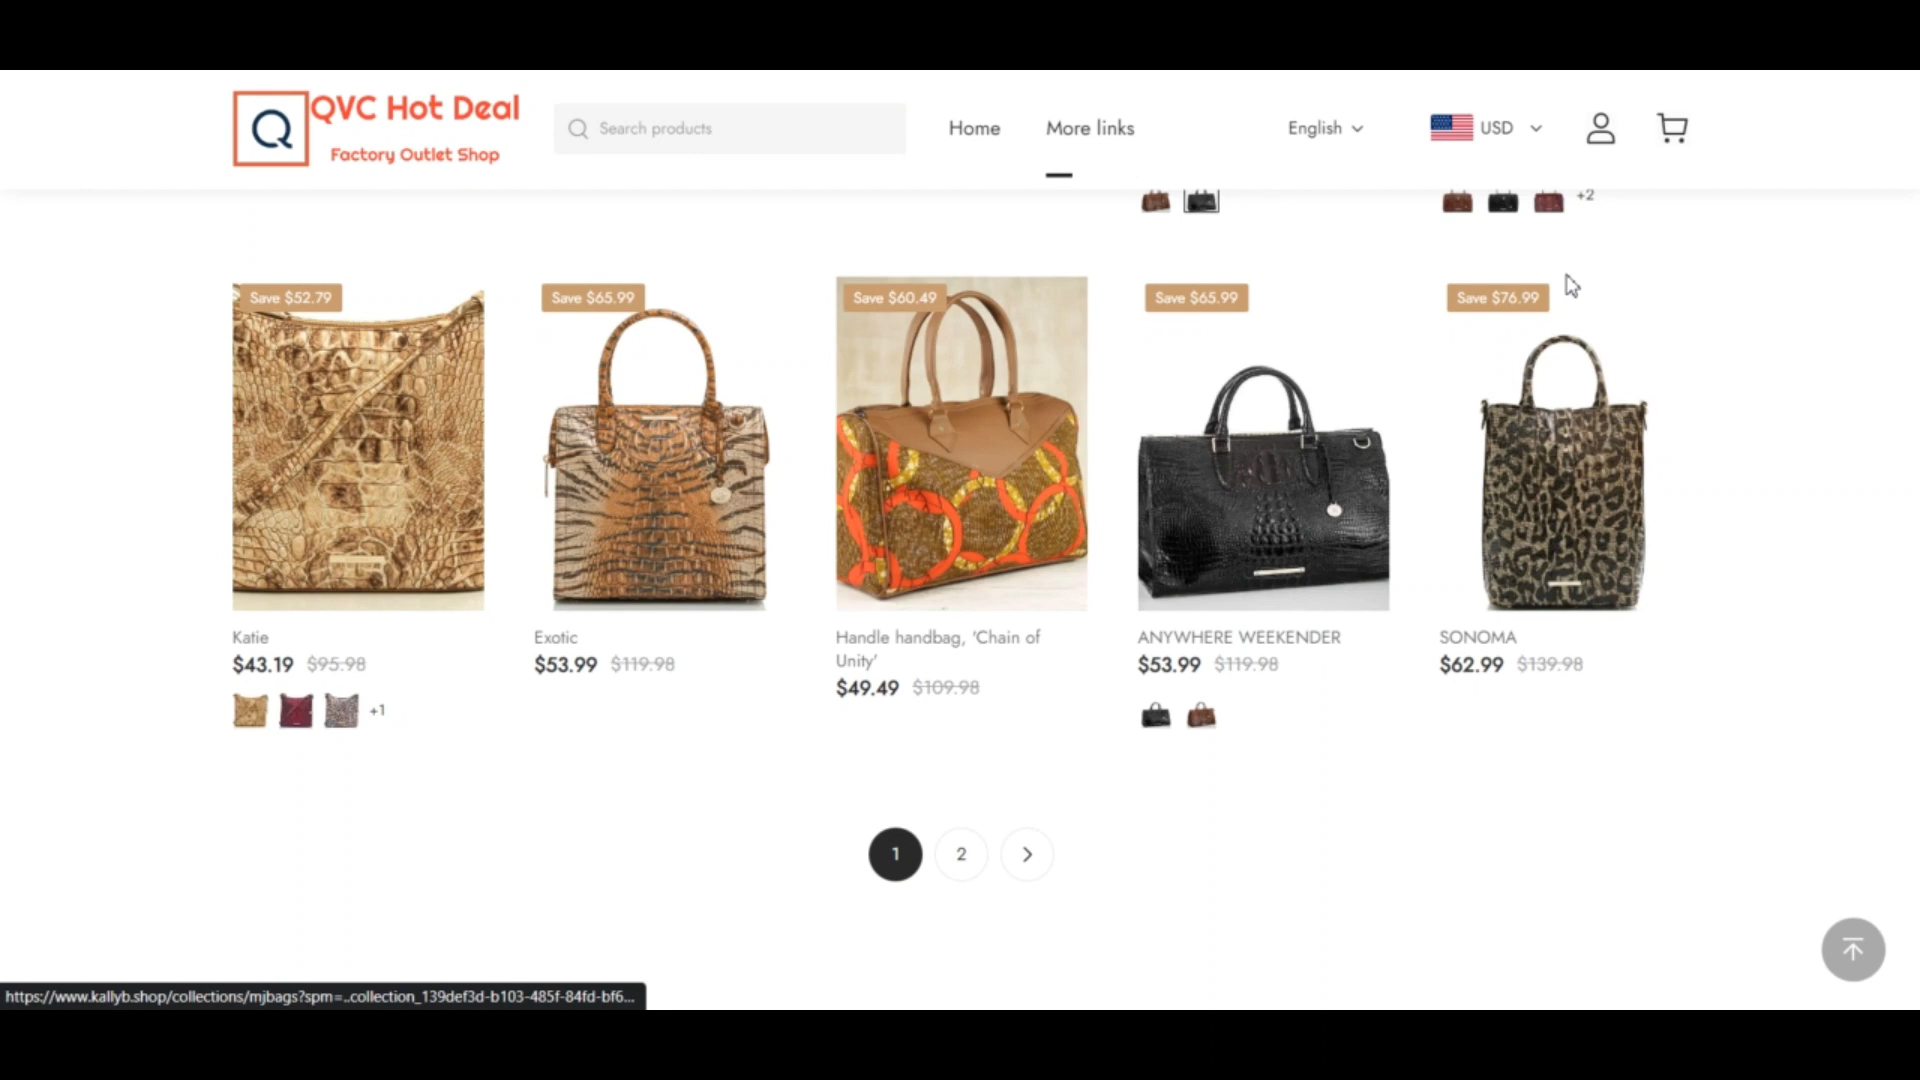 QVC Hot Deal
Factory Outlet Shop
Q
Search products
Home
More links
English
USD
+2
Save $52.79
Save $65.99
Save $60.49
Save $65.99
Save $76.99
Katie
$43.19 $95.98
+1
Exotic
$53.99 $119.98
Handle handbag, 'Chain of
Unity'
$49.49 $109.98
ANYWHERE WEEKENDER
$53.99 $119.98
SONOMA
$62.99 $139.98
1
2
https://www.kallyb.shop/collections/mjbags?spm=..collection_139def3d-b103-485f-84fd-bf6...